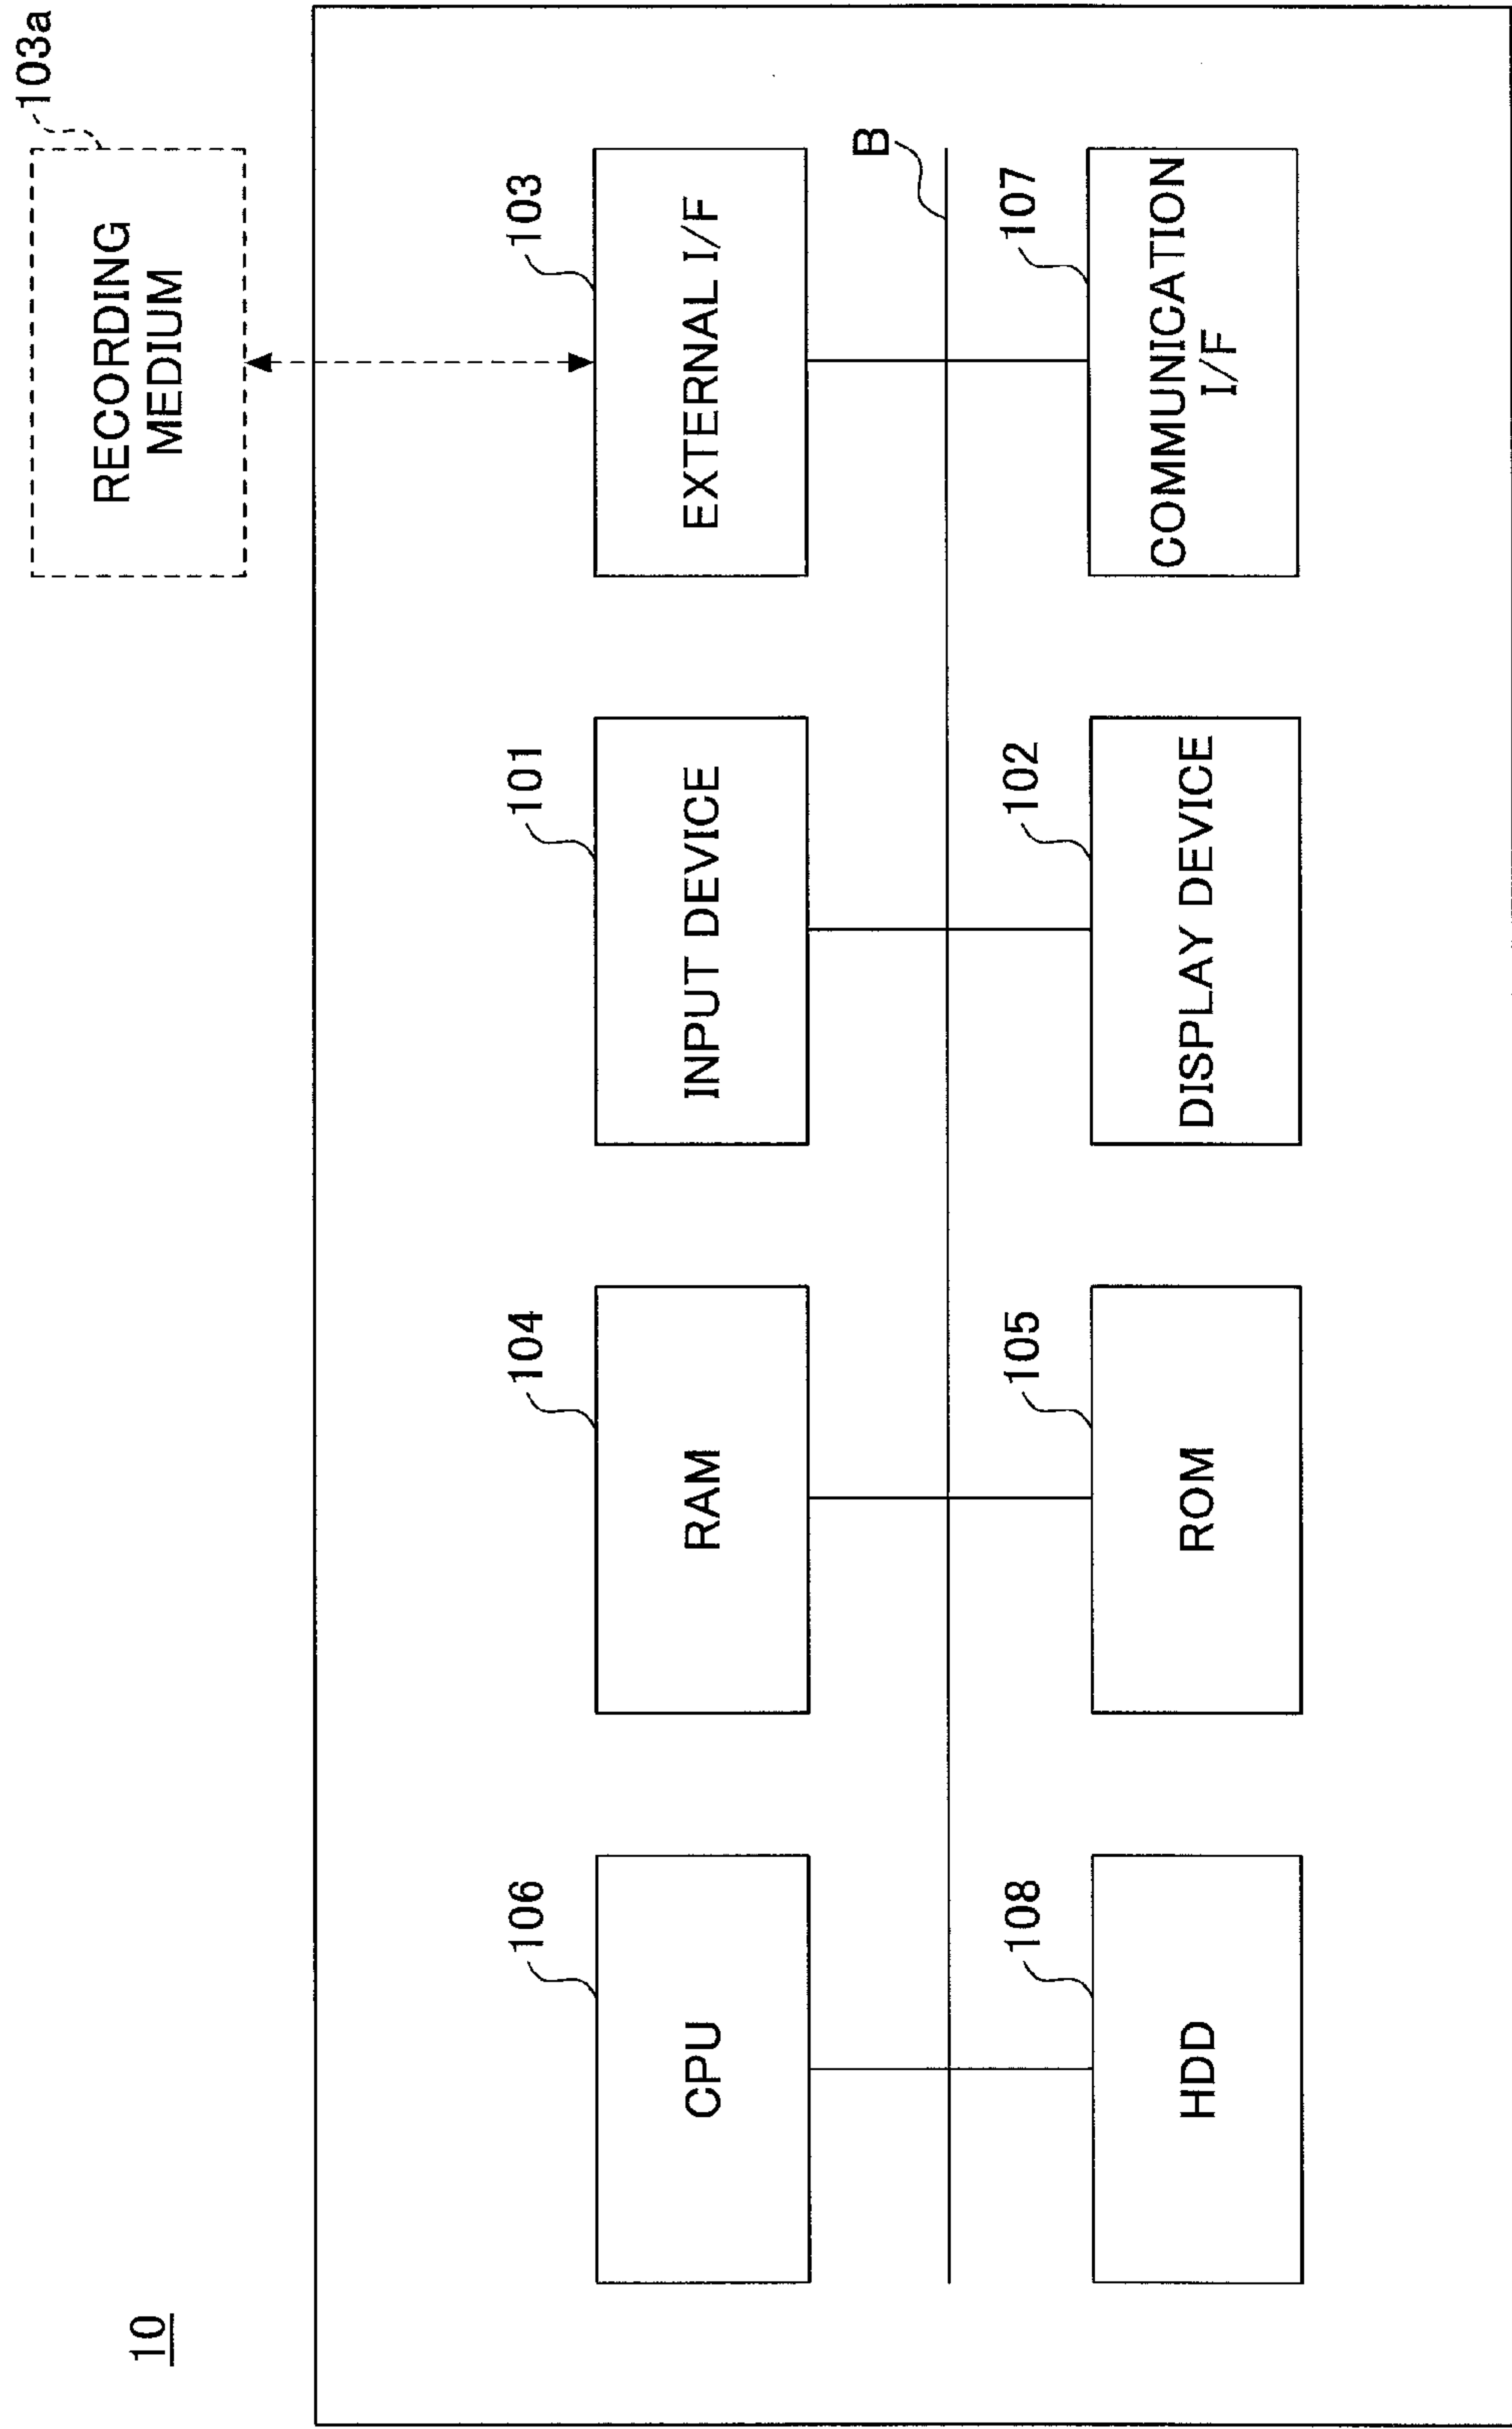 10
RECORDING
MEDIUM
103a
106
CPU
104
RAM
101
INPUT DEVICE
103
EXTERNAL I/F
B
108
HDD
105
ROM
102
DISPLAY DEVICE
107
COMMUNICATION
I/F